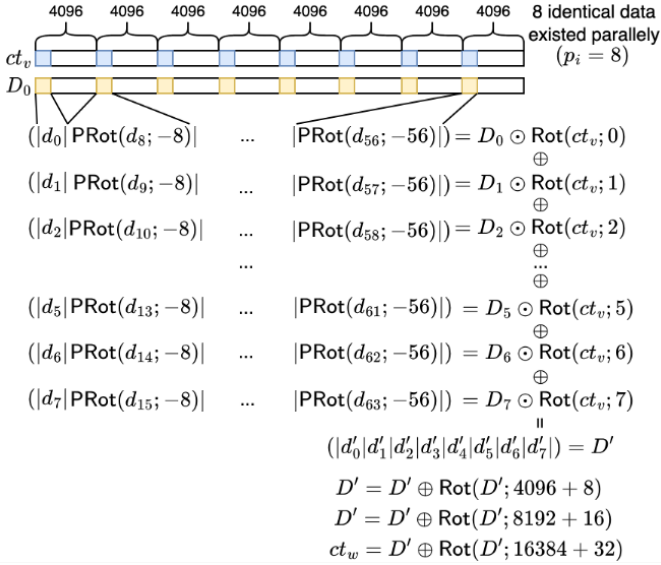 4096 4096 4096 4096 4096 4096 4096 4096 8 identical data
existed parallely
ct_v (p_i = 8)
D_0
(|d_0| PRot(d_8; −8)| ... |PRot(d_56; −56)|) = D_0 ⊙ Rot(ct_v; 0)
⊕
(|d_1| PRot(d_9; −8)| ... |PRot(d_57; −56)|) = D_1 ⊙ Rot(ct_v; 1)
⊕
(|d_2|PRot(d_10; −8)| ... |PRot(d_58; −56)|) = D_2 ⊙ Rot(ct_v; 2)
⊕
... ...
⊕
(|d_5|PRot(d_13; −8)| ... |PRot(d_61; −56)|) = D_5 ⊙ Rot(ct_v; 5)
⊕
(|d_6|PRot(d_14; −8)| ... |PRot(d_62; −56)|) = D_6 ⊙ Rot(ct_v; 6)
⊕
(|d_7|PRot(d_15; −8)| ... |PRot(d_63; −56)|) = D_7 ⊙ Rot(ct_v; 7)
=
(|d′_0|d′_1|d′_2|d′_3|d′_4|d′_5|d′_6|d′_7|) = D′
D′ = D′ ⊕ Rot(D′; 4096 + 8)
D′ = D′ ⊕ Rot(D′; 8192 + 16)
ct_w = D′ ⊕ Rot(D′; 16384 + 32)